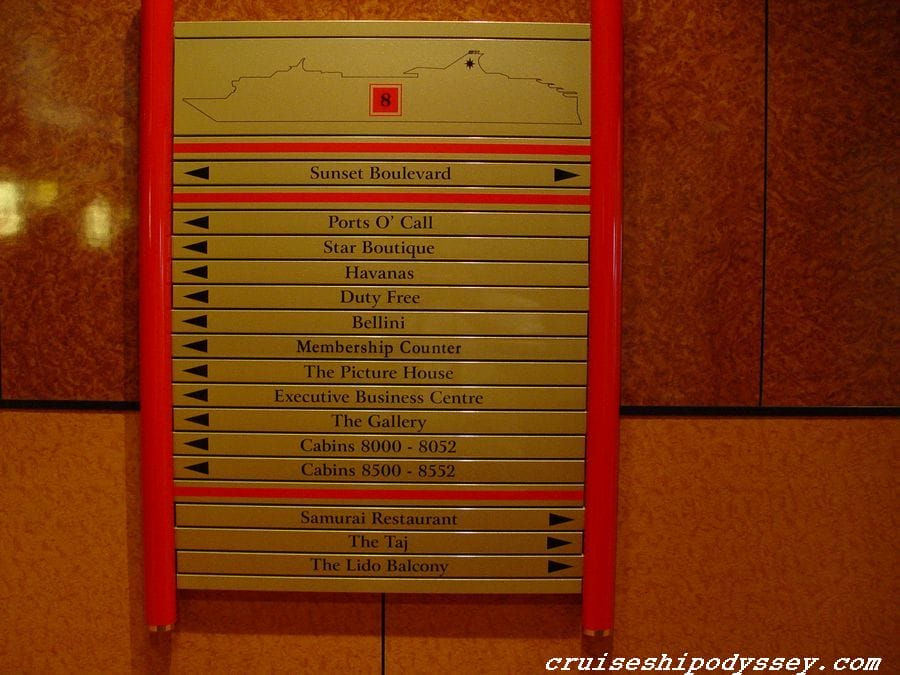 8
Sunset Boulevard
Ports O' Call
Star Boutique
Havanas
Duty Free
Bellini
Membership Counter
The Picture House
Executive Business Centre
The Gallery
Cabins 8000 - 8052
Cabins 8500 - 8552
Samurai Restaurant
The Taj
The Lido Balcony
cruiseshipodyssey.com